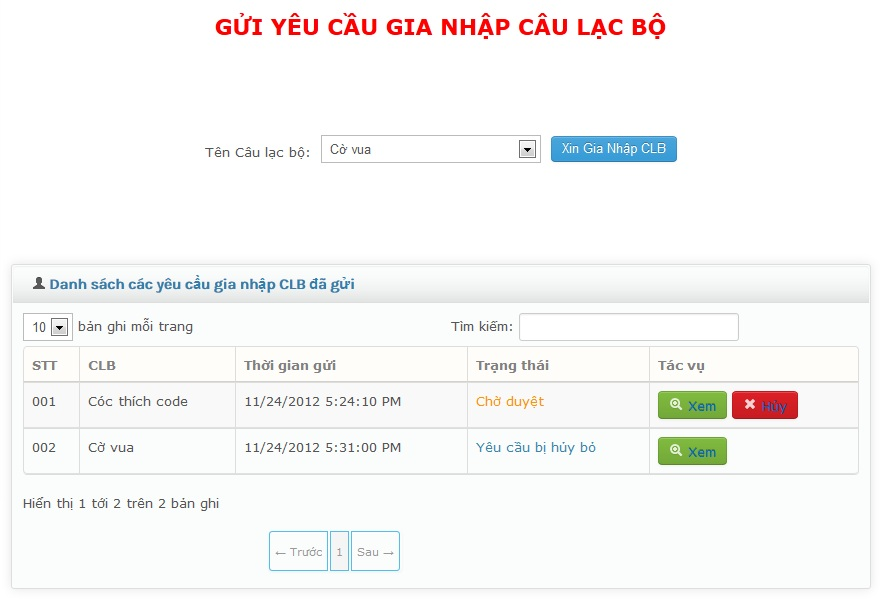 GỬI YÊU CẦU GIA NHẬP CÂU LẠC BỘ
Tên Câu lạc bộ: Cờ vua Xin Gia Nhập CLB
Danh sách các yêu cầu gia nhập CLB đã gửi
10 bản ghi mỗi trang Tìm kiếm:
STT CLB Thời gian gửi Trạng thái Tác vụ
001 Cóc thích code 11/24/2012 5:24:10 PM Chờ duyệt Xem Hủy
002 Cờ vua 11/24/2012 5:31:00 PM Yêu cầu bị hủy bỏ Xem
Hiển thị 1 tới 2 trên 2 bản ghi
← Trước 1 Sau →